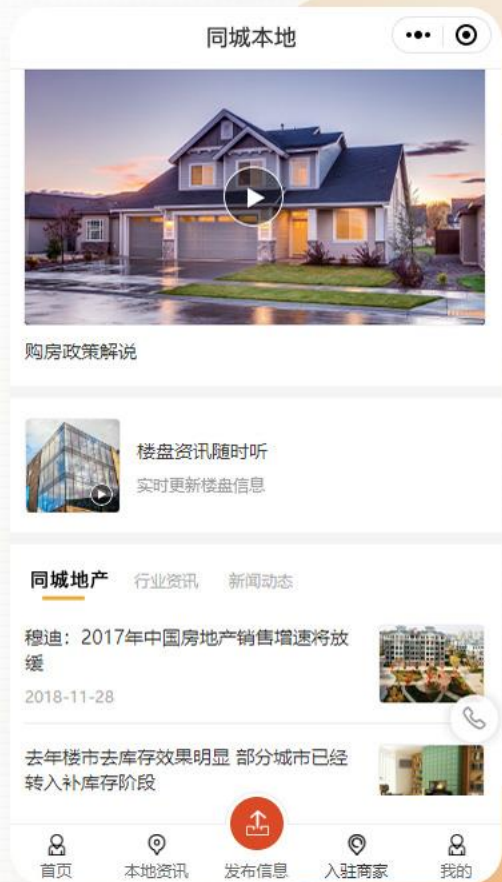 同城本地
购房政策解说
楼盘资讯随时听
实时更新楼盘信息
同城地产 行业资讯 新闻动态
穆迪：2017年中国房地产销售增速将放
缓
2018-11-28
去年楼市去库存效果明显 部分城市已经
转入补库存阶段
首页 本地资讯 发布信息 入驻商家 我的